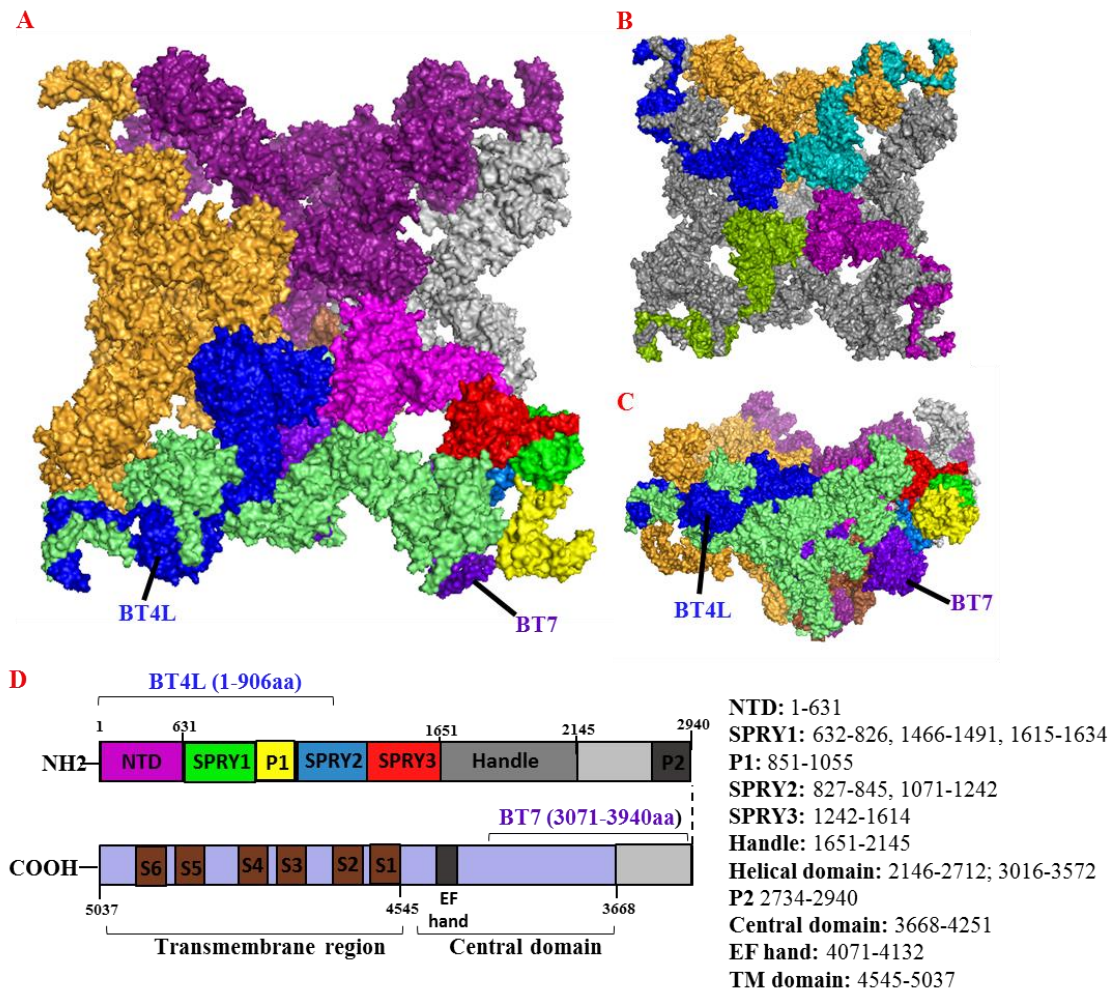 A
B
BT4L
BT7
C
BT4L
BT7
D
BT4L (1-906aa)
1
631
1651
2145
2940
NH2
NTD
SPRY1
P1
SPRY2
SPRY3
Handle
P2
BT7 (3071-3940aa)
COOH
S6
S5
S4
S3
S2
S1
EF
hand
5037
4545
3668
Transmembrane region
Central domain
NTD: 1-631
SPRY1: 632-826, 1466-1491, 1615-1634
P1: 851-1055
SPRY2: 827-845, 1071-1242
SPRY3: 1242-1614
Handle: 1651-2145
Helical domain: 2146-2712; 3016-3572
P2 2734-2940
Central domain: 3668-4251
EF hand: 4071-4132
TM domain: 4545-5037